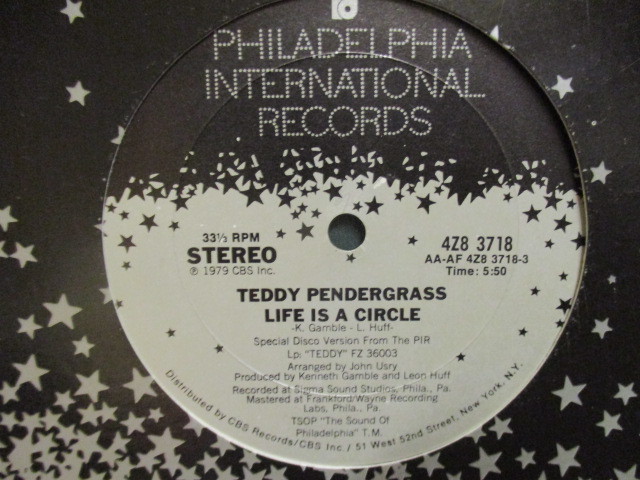 PHILADELPHIA
INTERNATIONAL
RECORDS
33⅓ RPM
STEREO
℗ 1979 CBS Inc.
4Z8 3718
AA-AF 4Z8 3718-3
Time: 5:50
TEDDY PENDERGRASS
LIFE IS A CIRCLE
-K. Gamble - L. Huff-
Special Disco Version From The PIR
Lp: "TEDDY" FZ 36003
Arranged by John Usry
Produced by Kenneth Gamble and Leon Huff
Recorded at Sigma Sound Studios, Phila., Pa.
Mastered at Frankford/Wayne Recording
Labs, Phila., Pa.
TSOP "The Sound Of
Philadelphia" T.M.
Distributed by CBS Records/CBS Inc./ 51 West 52nd Street, New York, N.Y.